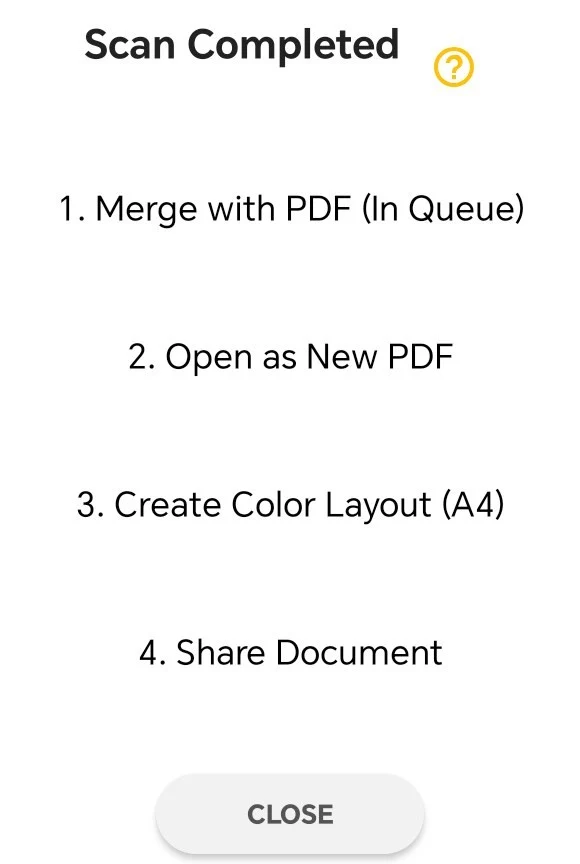 Scan Completed ?
1. Merge with PDF (In Queue)
2. Open as New PDF
3. Create Color Layout (A4)
4. Share Document
CLOSE